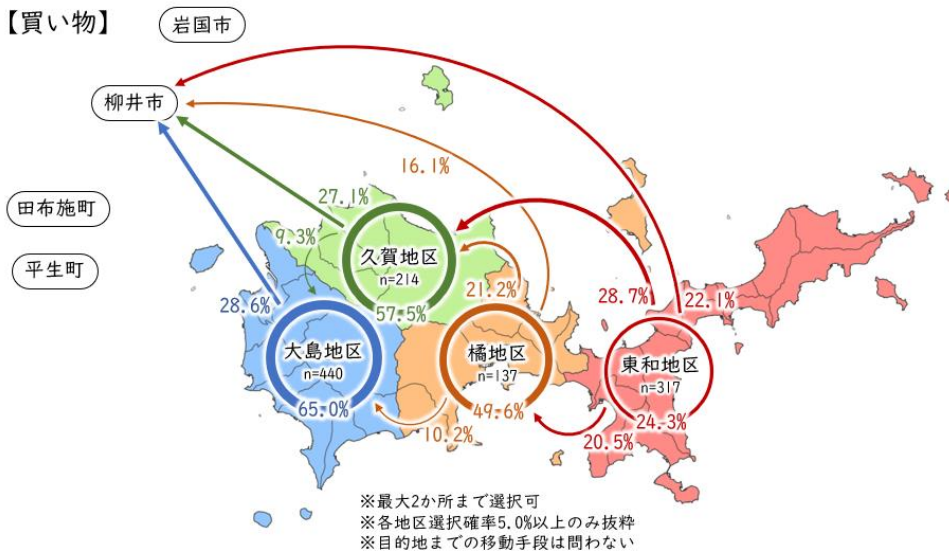 【買い物】
岩国市
柳井市
16.1%
田布施町
27.1%
9.3%
平生町
久賀地区
n=214
57.5%
21.2%
28.6%
28.7%
22.1%
大島地区
n=440
65.0%
橘地区
n=137
49.6%
東和地区
n=317
24.3%
10.2%
20.5%
※最大2か所まで選択可
※各地区選択確率5.0%以上のみ抜粋
※目的地までの移動手段は問わない